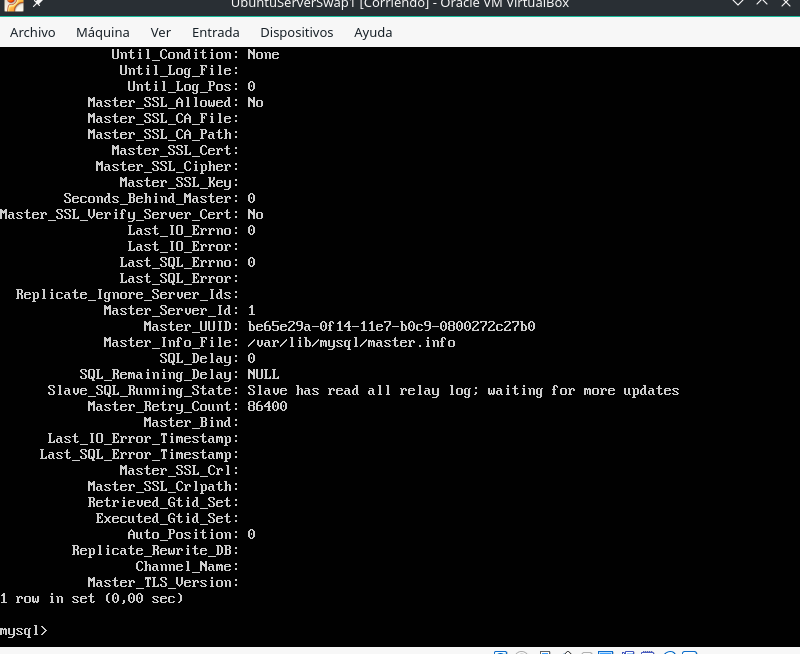 UbuntuServerSwap1 [Corriendo] - Oracle VM VirtualBox
Archivo Máquina Ver Entrada Dispositivos Ayuda
Until_Condition: None
Until_Log_File:
Until_Log_Pos: 0
Master_SSL_Allowed: No
Master_SSL_CA_File:
Master_SSL_CA_Path:
Master_SSL_Cert:
Master_SSL_Cipher:
Master_SSL_Key:
Seconds_Behind_Master: 0
Master_SSL_Verify_Server_Cert: No
Last_IO_Errno: 0
Last_IO_Error:
Last_SQL_Errno: 0
Last_SQL_Error:
Replicate_Ignore_Server_Ids:
Master_Server_Id: 1
Master_UUID: be65e29a-0f14-11e7-b0c9-0800272c27b0
Master_Info_File: /var/lib/mysql/master.info
SQL_Delay: 0
SQL_Remaining_Delay: NULL
Slave_SQL_Running_State: Slave has read all relay log; waiting for more updates
Master_Retry_Count: 86400
Master_Bind:
Last_IO_Error_Timestamp:
Last_SQL_Error_Timestamp:
Master_SSL_Crl:
Master_SSL_Crlpath:
Retrieved_Gtid_Set:
Executed_Gtid_Set:
Auto_Position: 0
Replicate_Rewrite_DB:
Channel_Name:
Master_TLS_Version:
1 row in set (0,00 sec)
mysql>